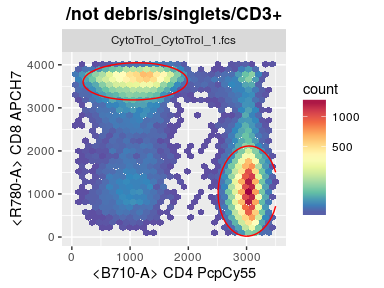 /not debris/singlets/CD3+
CytoTrol_CytoTrol_1.fcs
4000
3000
2000
1000
0
<R780-A> CD8 APCH7
0
1000
2000
3000
<B710-A> CD4 PcpCy55
count
1000
500